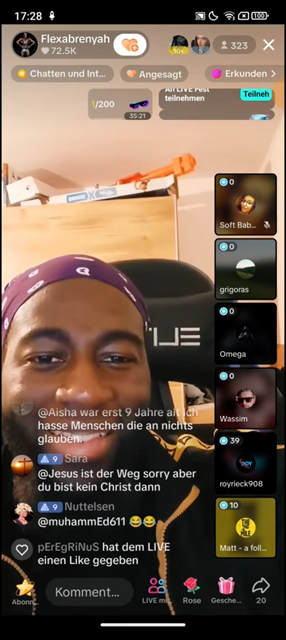 17:28
100
Flexabrenyah
72.5K
323
Chatten und Int...
Angesagt
Erkunden
1/200
35:21
An LIVE Fest
teilnehmen
Teilneh
0
Soft Bab...
0
grigoras
0
Omega
0
Wassim
39
royrieck908
10
Matt - a foll...
@Aisha war erst 9 Jahre alt ich
hasse Menschen die an nichts
glauben.
9 Sara
@Jesus ist der Weg sorry aber
du bist kein Christ dann
9 Nuttelsen
@muhammEd611 😂😂
pErEgRiNuS hat dem LIVE
einen Like gegeben
Abonn...
Komment...
LIVE mi
Rose
Gesche...
20